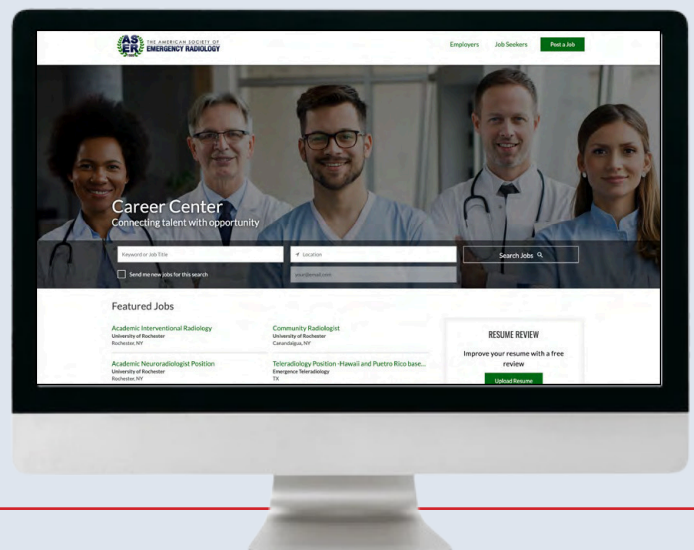 ASER
THE AMERICAN SOCIETY OF
EMERGENCY RADIOLOGY
Employers
Job Seekers
Post a Job
Career Center
Connecting talent with opportunity
Keyword or Job Title
Location
Search Jobs
Send me new jobs for this search
your@email.com
Featured Jobs
Academic Interventional Radiology
University of Rochester
Rochester, NY
Community Radiologist
University of Rochester
Canandaigua, NY
Academic Neuroradiologist Position
University of Rochester
Rochester, NY
Teleradiology Position -Hawaii and Puetro Rico base...
Emergence Teleradiology
TX
RESUME REVIEW
Improve your resume with a free
review
Upload Resume